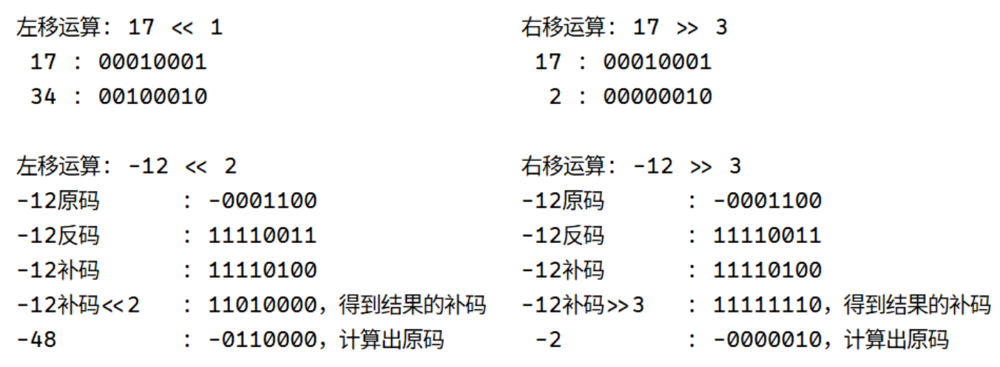 左移运算: 17 << 1
17 : 00010001
34 : 00100010
左移运算: -12 << 2
-12原码 : -0001100
-12反码 : 11110011
-12补码 : 11110100
-12补码<<2 : 11010000，得到结果的补码
-48 : -0110000，计算出原码
右移运算: 17 >> 3
17 : 00010001
2 : 00000010
右移运算: -12 >> 3
-12原码 : -0001100
-12反码 : 11110011
-12补码 : 11110100
-12补码>>3 : 11111110，得到结果的补码
-2 : -0000010，计算出原码